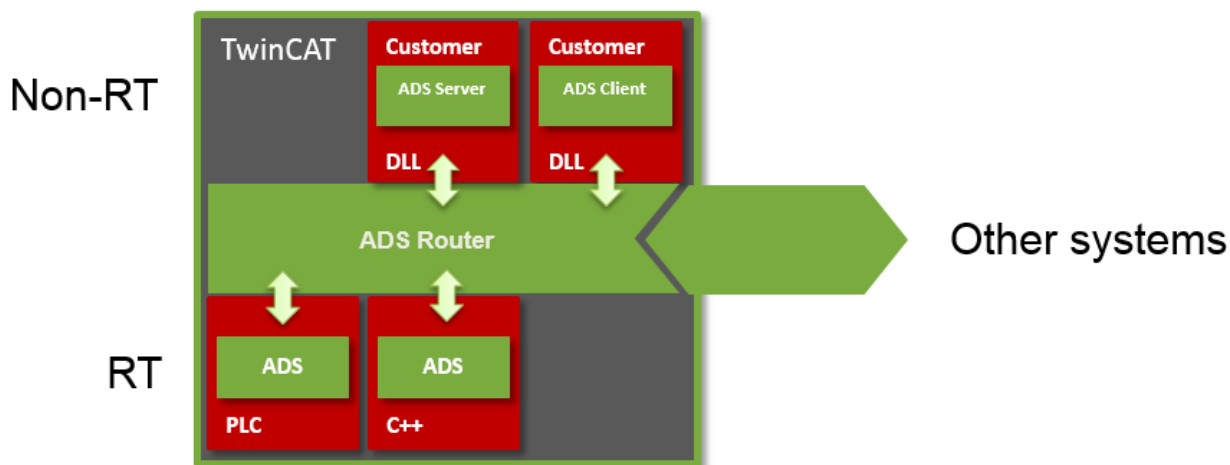 TwinCAT
Customer
Customer
ADS Server
ADS Client
Non-RT
DLL
DLL
ADS Router
Other systems
ADS
ADS
RT
PLC
C++